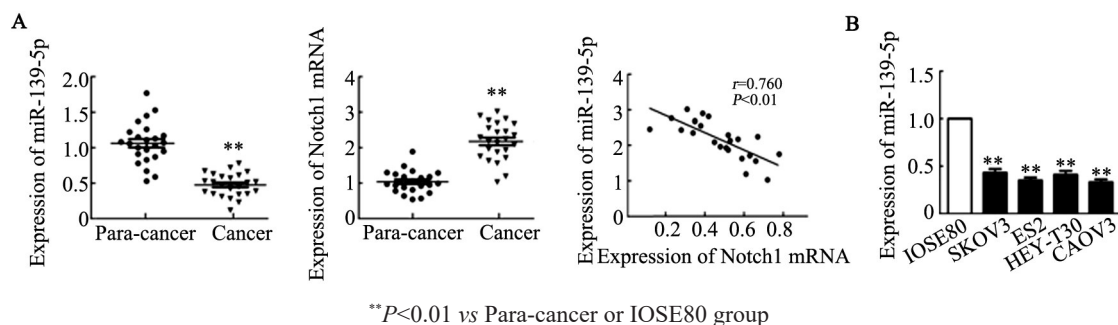 A
Expression of miR-139-5p
2.0
1.5
1.0
0.5
0
**
Para-cancer
Cancer
Expression of Notch1 mRNA
4
3
2
1
0
**
Para-cancer
Cancer
Expression of miR-139-5p
4
3
2
1
0
r=0.760
P<0.01
0.2 0.4 0.6 0.8
Expression of Notch1 mRNA
B
Expression of miR-139-5p
1.5
1.0
0.5
0
** ** ** **
IOSE80
SKOV3
ES2
HEY-T30
CAOV3
**P<0.01 vs Para-cancer or IOSE80 group